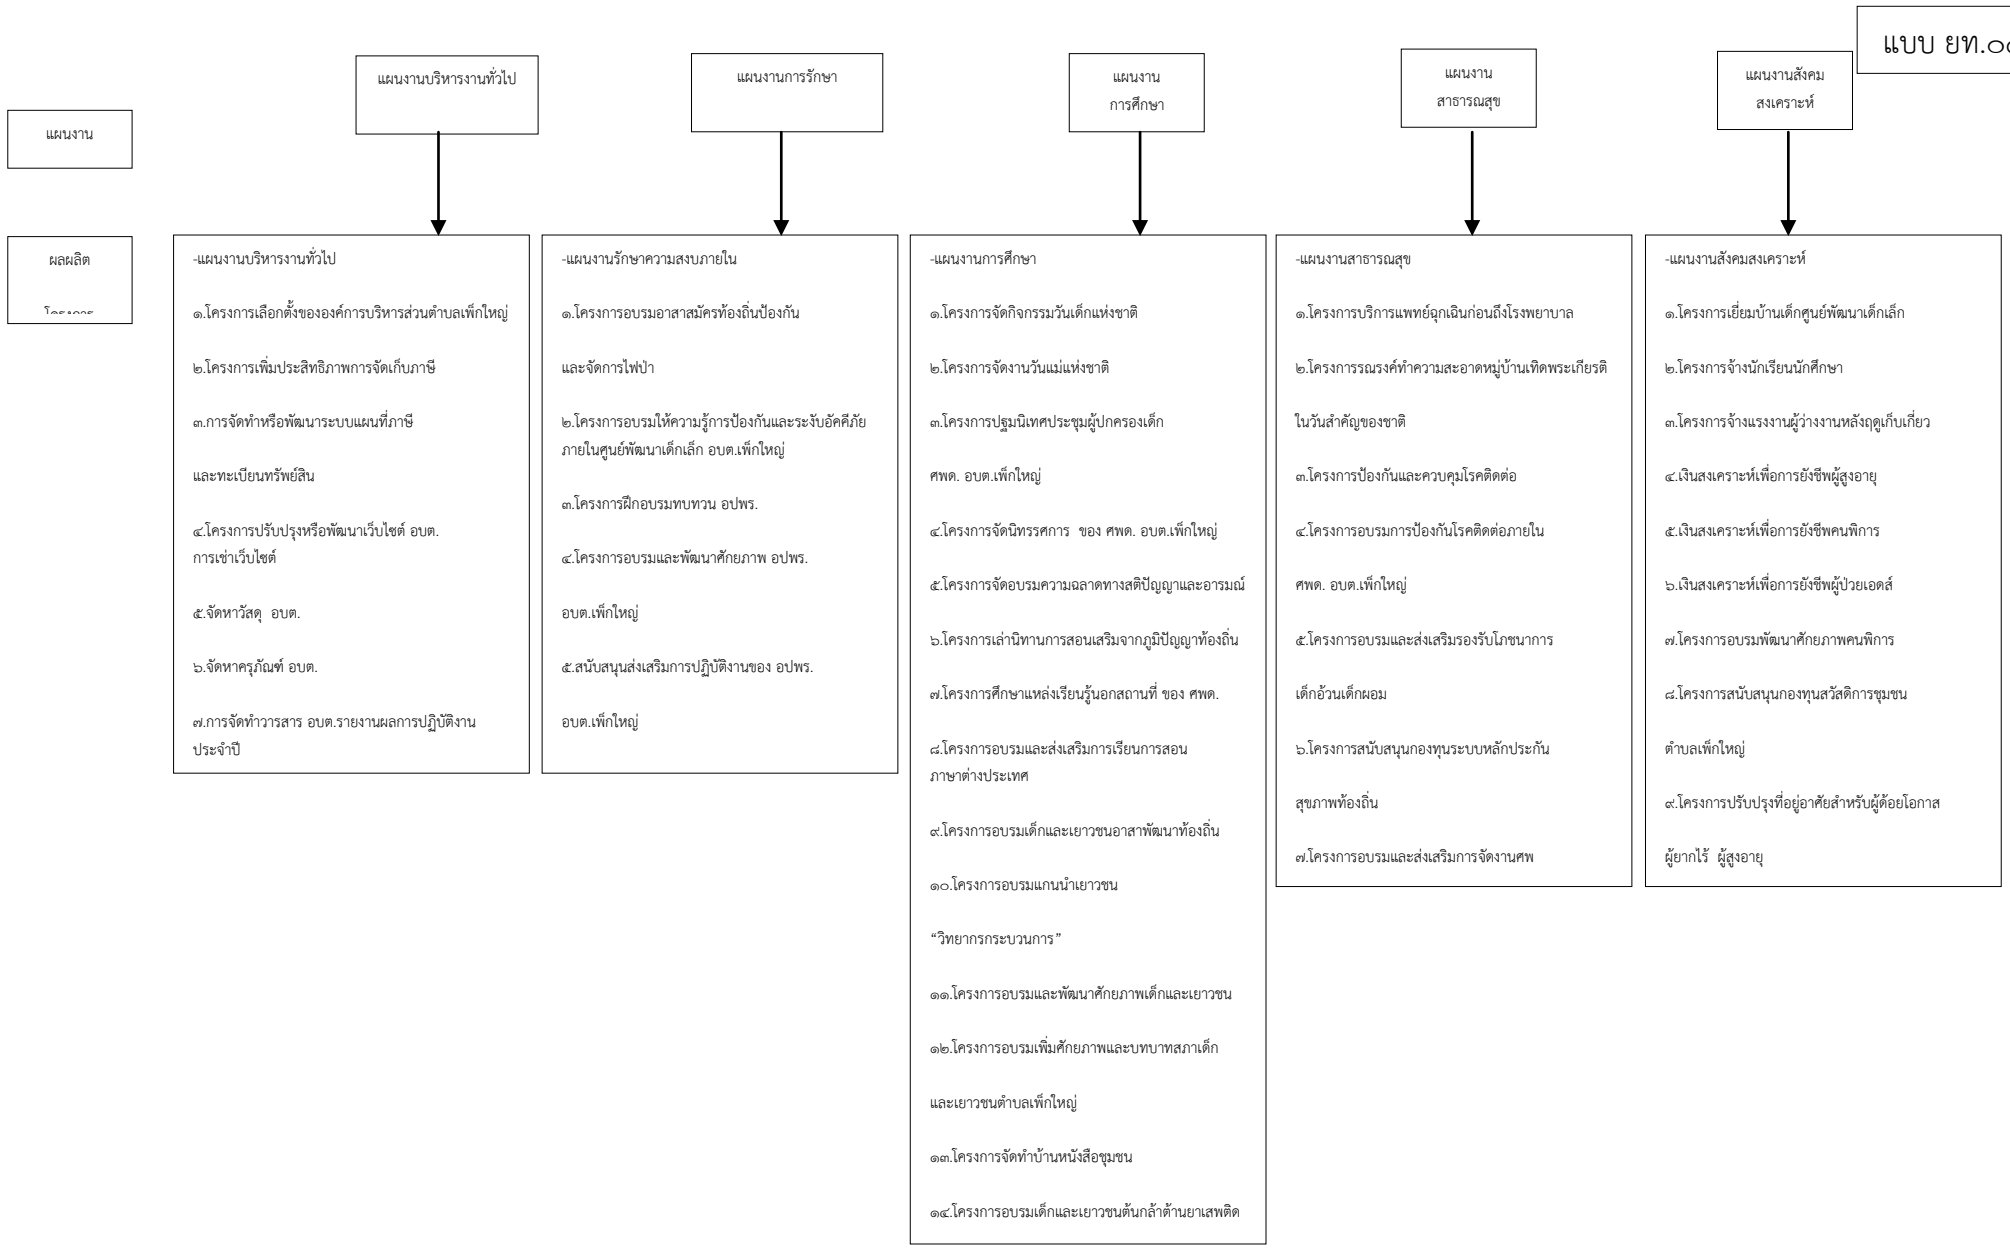 แบบ ยท.
แผนงาน
แผนงานบริหารงานทั่วไป
แผนงานการรักษา
แผนงาน
การศึกษา
แผนงาน
สาธารณสุข
แผนงานสังคม
สงเคราะห์
ผลผลิต
โครงการ
-แผนงานบริหารงานทั่วไป
๑.โครงการเลือกตั้งขององค์การบริหารส่วนตำบลเพ็กใหญ่
๒.โครงการเพิ่มประสิทธิภาพการจัดเก็บภาษี
๓.การจัดทำหรือพัฒนาระบบแผนที่ภาษี
และทะเบียนทรัพย์สิน
๔.โครงการปรับปรุงหรือพัฒนาเว็บไซต์ อบต.
การเช่าเว็บไซต์
๕.จัดหาวัสดุ  อบต.
๖.จัดหาครุภัณฑ์ อบต.
๗.การจัดทำวารสาร อบต.รายงานผลการปฏิบัติงาน
ประจำปี
-แผนงานรักษาความสงบภายใน
๑.โครงการอบรมอาสาสมัครท้องถิ่นป้องกัน
และจัดการไฟป่า
๒.โครงการอบรมให้ความรู้การป้องกันและระงับอัคคีภัย
ภายในศูนย์พัฒนาเด็กเล็ก อบต.เพ็กใหญ่
๓.โครงการฝึกอบรมทบทวน อปพร.
๔.โครงการอบรมและพัฒนาศักยภาพ อปพร.
อบต.เพ็กใหญ่
๕.สนับสนุนส่งเสริมการปฏิบัติงานของ อปพร.
อบต.เพ็กใหญ่
-แผนงานการศึกษา
๑.โครงการจัดกิจกรรมวันเด็กแห่งชาติ
๒.โครงการจัดงานวันแม่แห่งชาติ
๓.โครงการปฐมนิเทศประชุมผู้ปกครองเด็ก
ศพด. อบต.เพ็กใหญ่
๔.โครงการจัดนิทรรศการ  ของ ศพด. อบต.เพ็กใหญ่
๕.โครงการจัดอบรมความฉลาดทางสติปัญญาและอารมณ์
๖.โครงการเล่านิทานการสอนเสริมจากภูมิปัญญาท้องถิ่น
๗.โครงการศึกษาแหล่งเรียนรู้นอกสถานที่ ของ ศพด.
๘.โครงการอบรมและส่งเสริมการเรียนการสอน
ภาษาต่างประเทศ
๙.โครงการอบรมเด็กและเยาวชนอาสาพัฒนาท้องถิ่น
๑๐.โครงการอบรมแกนนำเยาวชน
“วิทยากรกระบวนการ”
๑๑.โครงการอบรมและพัฒนาศักยภาพเด็กและเยาวชน
๑๒.โครงการอบรมเพิ่มศักยภาพและบทบาทสภาเด็ก
และเยาวชนตำบลเพ็กใหญ่
๑๓.โครงการจัดทำบ้านหนังสือชุมชน
๑๔.โครงการอบรมเด็กและเยาวชนต้นกล้าต้านยาเสพติด
-แผนงานสาธารณสุข
๑.โครงการบริการแพทย์ฉุกเฉินก่อนถึงโรงพยาบาล
๒.โครงการรณรงค์ทำความสะอาดหมู่บ้านเทิดพระเกียรติ
ในวันสำคัญของชาติ
๓.โครงการป้องกันและควบคุมโรคติดต่อ
๔.โครงการอบรมการป้องกันโรคติดต่อภายใน
ศพด. อบต.เพ็กใหญ่
๕.โครงการอบรมและส่งเสริมรองรับโภชนาการ
เด็กอ้วนเด็กผอม
๖.โครงการสนับสนุนกองทุนระบบหลักประกัน
สุขภาพท้องถิ่น
๗.โครงการอบรมและส่งเสริมการจัดงานศพ
-แผนงานสังคมสงเคราะห์
๑.โครงการเยี่ยมบ้านเด็กศูนย์พัฒนาเด็กเล็ก
๒.โครงการจ้างนักเรียนนักศึกษา
๓.โครงการจ้างแรงงานผู้ว่างงานหลังฤดูเก็บเกี่ยว
๔.เงินสงเคราะห์เพื่อการยังชีพผู้สูงอายุ
๕.เงินสงเคราะห์เพื่อการยังชีพคนพิการ
๖.เงินสงเคราะห์เพื่อการยังชีพผู้ป่วยเอดส์
๗.โครงการอบรมพัฒนาศักยภาพคนพิการ
๘.โครงการสนับสนุนกองทุนสวัสดิการชุมชน
ตำบลเพ็กใหญ่
๙.โครงการปรับปรุงที่อยู่อาศัยสำหรับผู้ด้อยโอกาส
ผู้ยากไร้  ผู้สูงอายุ